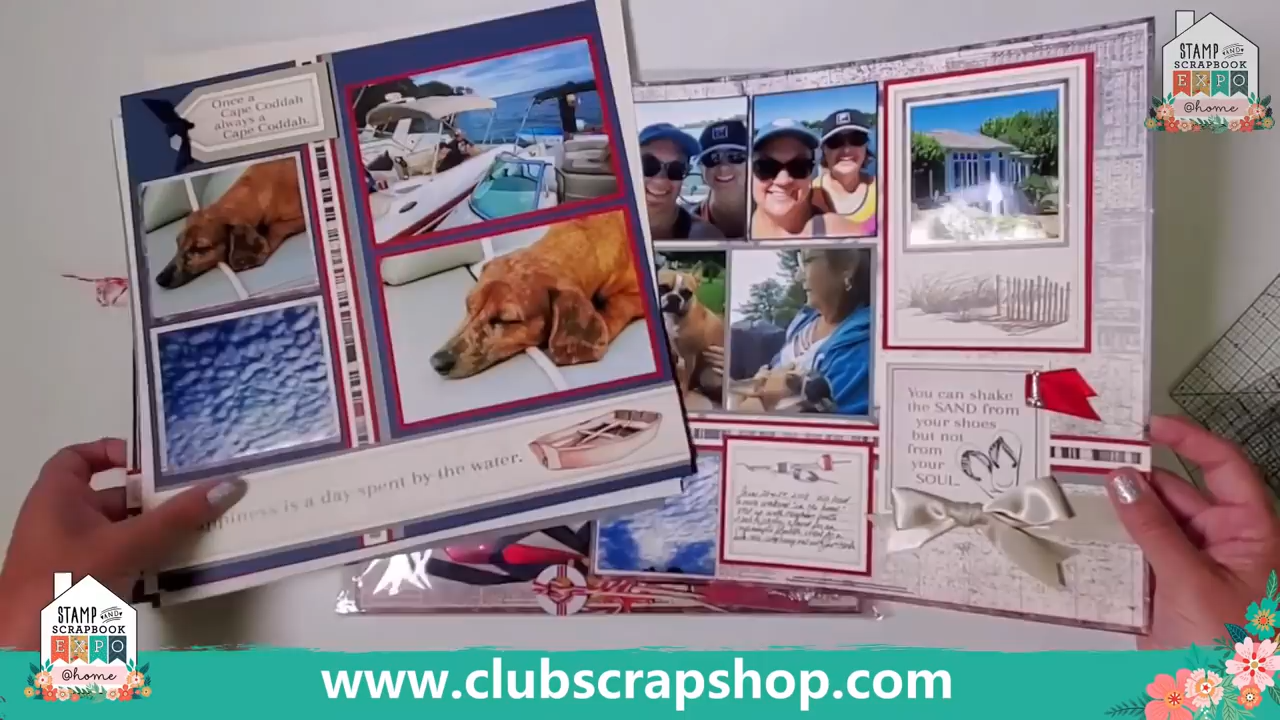 STAMP AND
SCRAPBOOK
EXPO
@home
Once a
Cape Coddah
always a
Cape Coddah.
happiness is a day spent by the water.
You can shake
the SAND from
your shoes
but not
from
your
SOUL.
STAMP AND
SCRAPBOOK
EXPO
@home
www.clubscrapshop.com